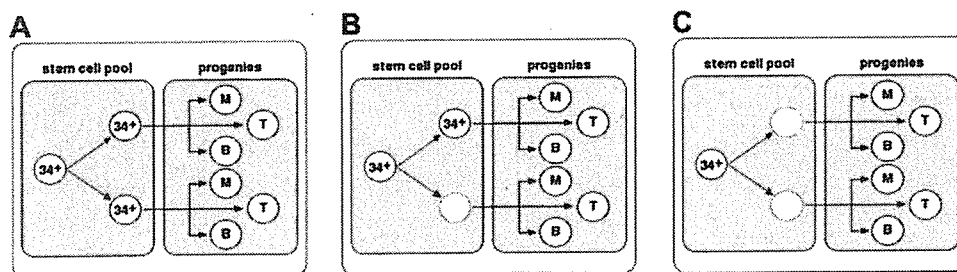 A B C
stem cell pool progenies stem cell pool progenies stem cell pool progenies
M M M
34+ T 34+ T T
B B B
34+ 34+ 34+
M M M
34+ T T T
B B B